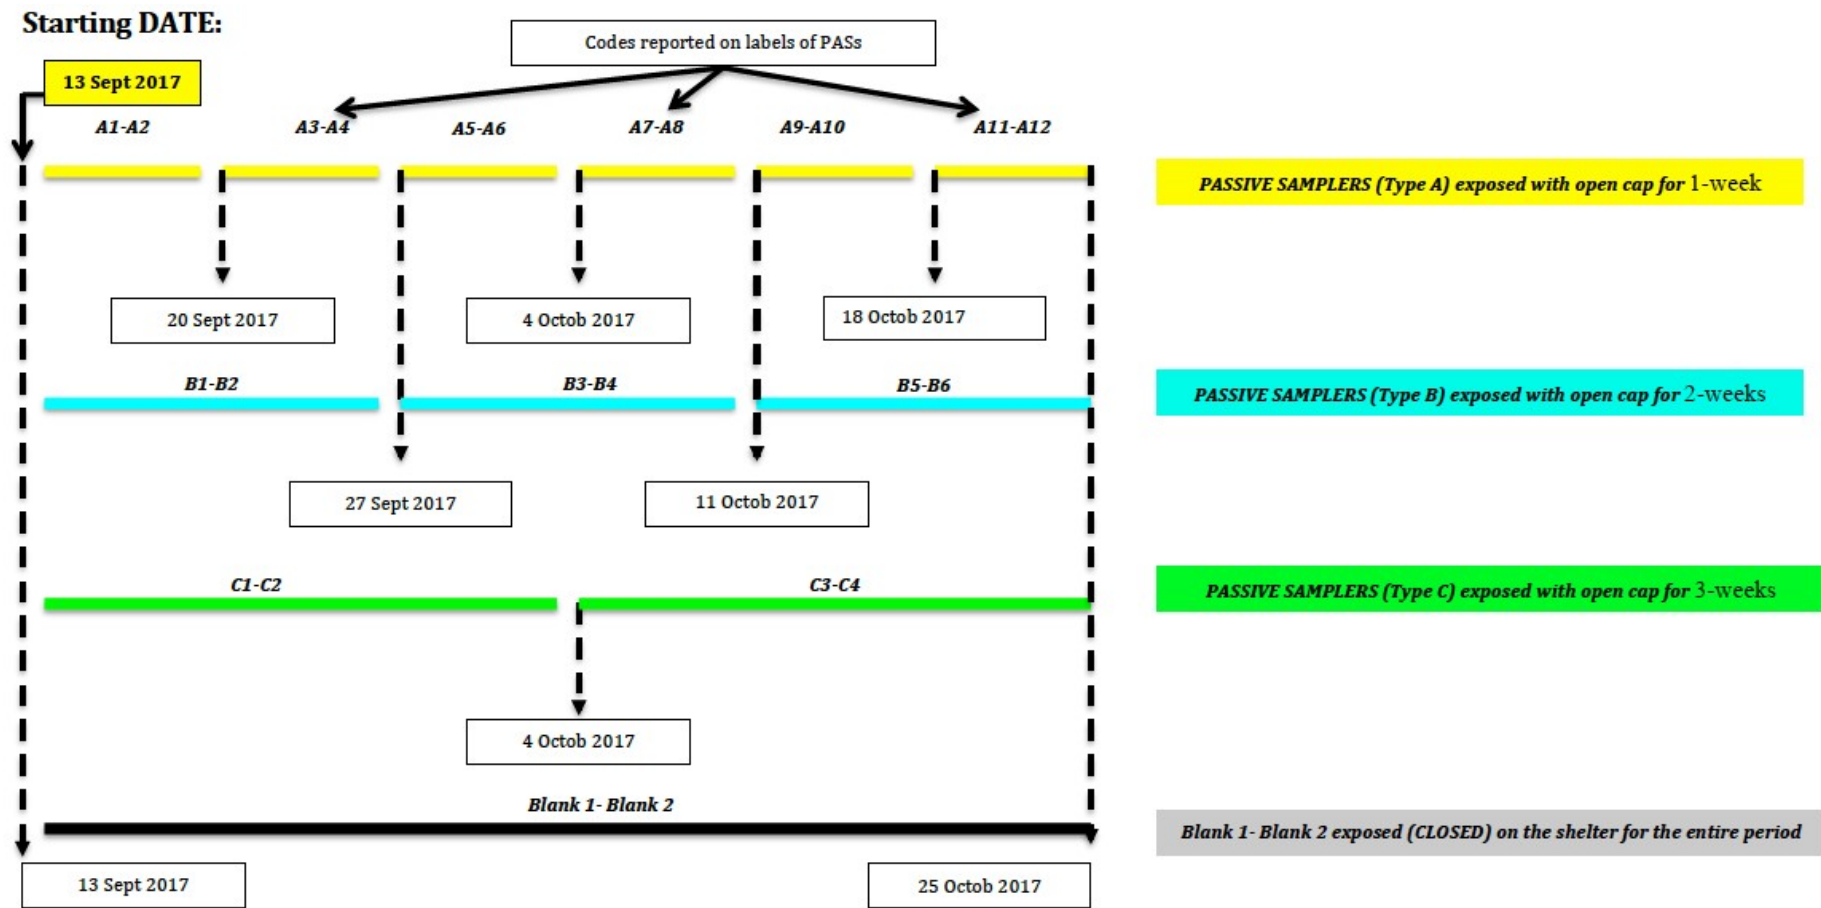 Starting DATE:
Codes reported on labels of PASs
13 Sept 2017
A1-A2
A3-A4
A5-A6
A7-A8
A9-A10
A11-A12
PASSIVE SAMPLERS (Type A) exposed with open cap for 1-week
20 Sept 2017
4 Octob 2017
18 Octob 2017
B1-B2
B3-B4
B5-B6
PASSIVE SAMPLERS (Type B) exposed with open cap for 2-weeks
27 Sept 2017
11 Octob 2017
C1-C2
C3-C4
PASSIVE SAMPLERS (Type C) exposed with open cap for 3-weeks
4 Octob 2017
Blank 1- Blank 2
Blank 1- Blank 2 exposed (CLOSED) on the shelter for the entire period
13 Sept 2017
25 Octob 2017